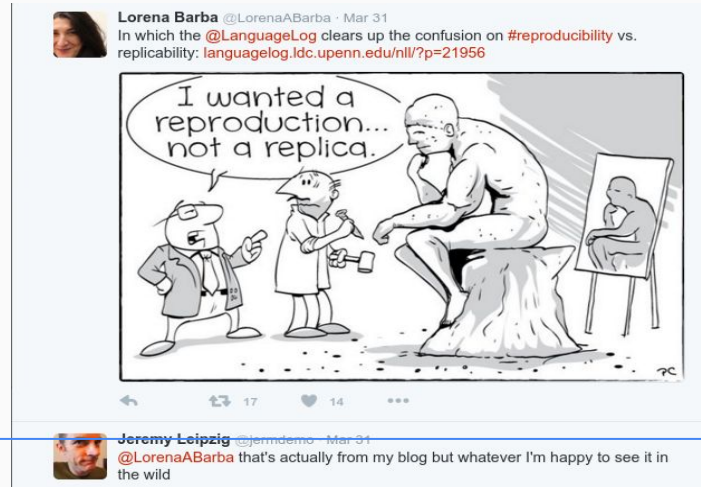 Lorena Barba @LorenaABarba · Mar 31
In which the @LanguageLog clears up the confusion on #reproducibility vs.
replicability: languagelog.ldc.upenn.edu/nll/?p=21956
I wanted a
reproduction...
not a replica.
PC
17 14
Jeremy Leipzig @jermdemo · Mar 31
@LorenaABarba that's actually from my blog but whatever I'm happy to see it in
the wild